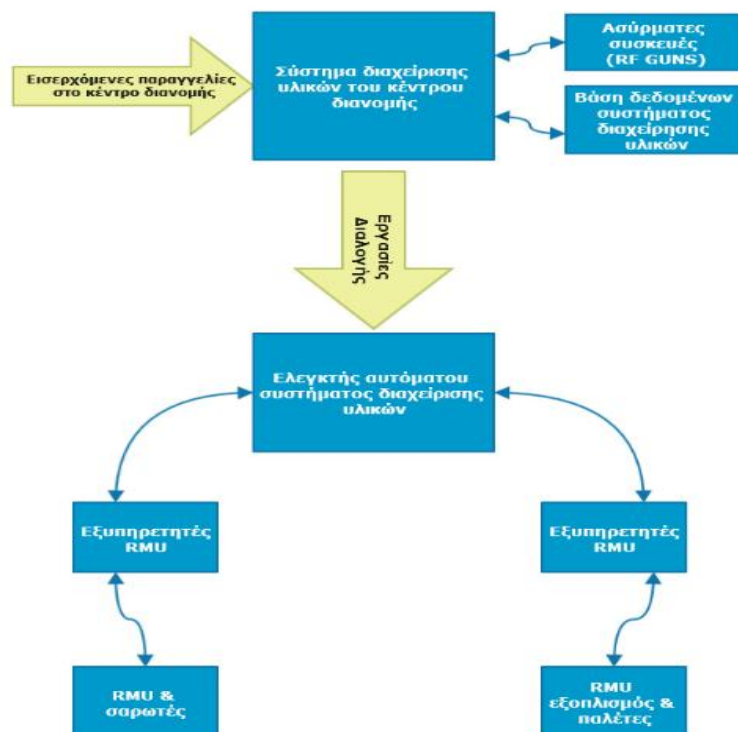 Εισερχόμενες παραγγελίες
στο κέντρο διανομής
Σύστημα διαχείρισης
υλικών του κέντρου
διανομής
Ασύρματες
συσκευές
(RF GUNS)
Βάση δεδομένων
συστήματος
διαχείρησης
υλικών
Εργασίες
Διαλογής
Ελεγκτής αυτόματου
συστήματος διαχείρισης
υλικών
Εξυπηρετητές
RMU
Εξυπηρετητές
RMU
RMU &
σαρωτές
RMU
εξοπλισμός &
παλέτες